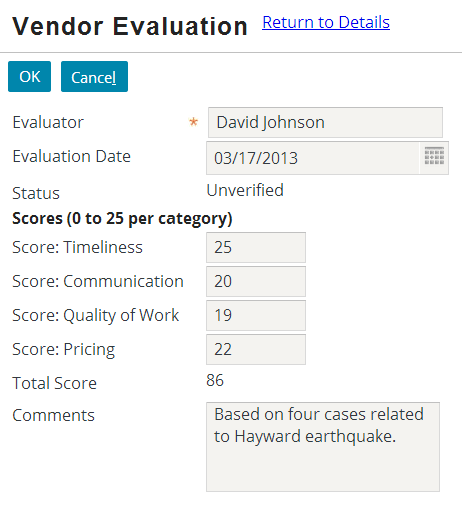 Vendor Evaluation Return to Details
OK Cancel
Evaluator * David Johnson
Evaluation Date 03/17/2013
Status Unverified
Scores (0 to 25 per category)
Score: Timeliness 25
Score: Communication 20
Score: Quality of Work 19
Score: Pricing 22
Total Score 86
Comments Based on four cases related
to Hayward earthquake.